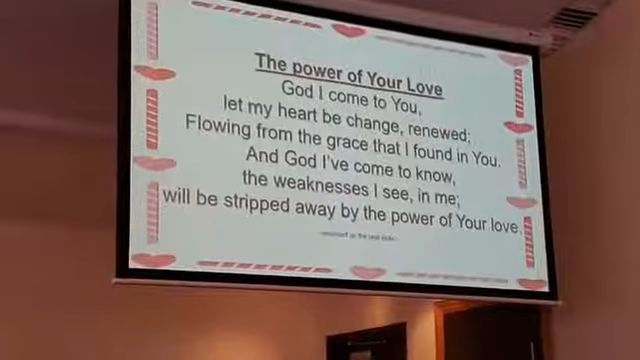 The power of Your Love
God I come to You,
let my heart be change, renewed;
Flowing from the grace that I found in You.
And God I've come to know,
the weaknesses I see, in me;
will be stripped away by the power of Your love.